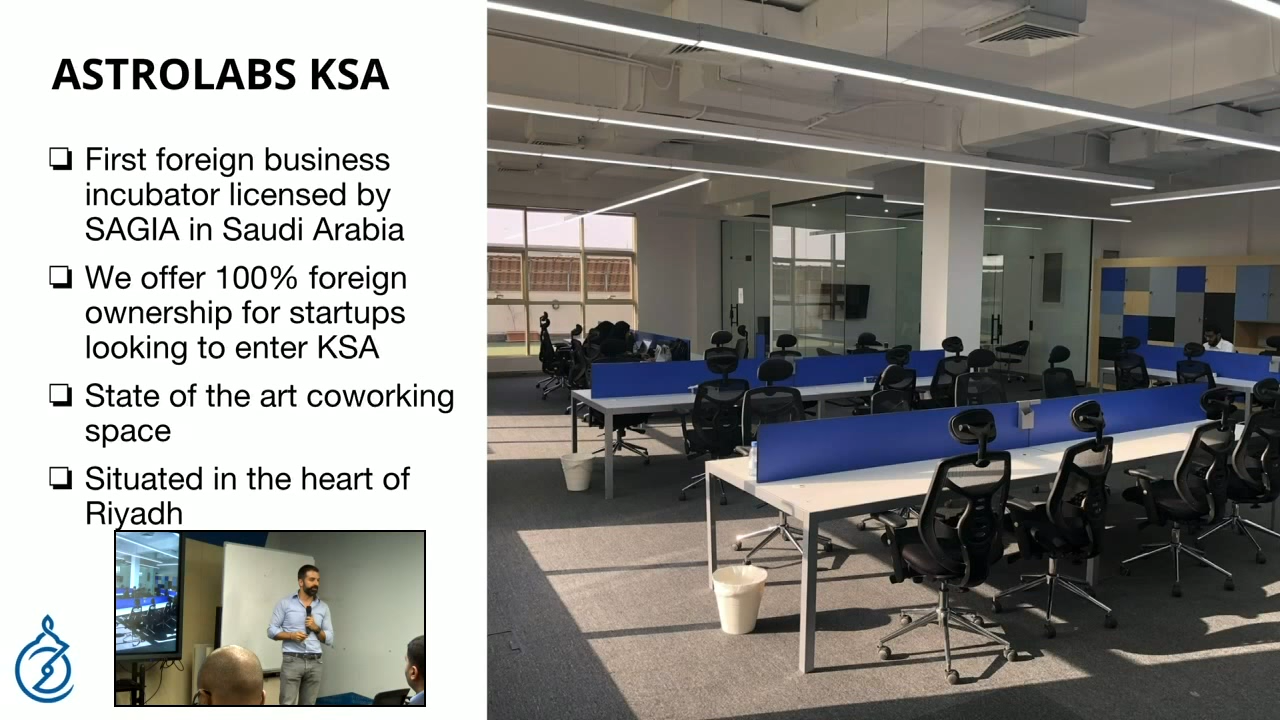 ASTROLABS KSA
❏ First foreign business
incubator licensed by
SAGIA in Saudi Arabia
❏ We offer 100% foreign
ownership for startups
looking to enter KSA
❏ State of the art coworking
space
❏ Situated in the heart of
Riyadh